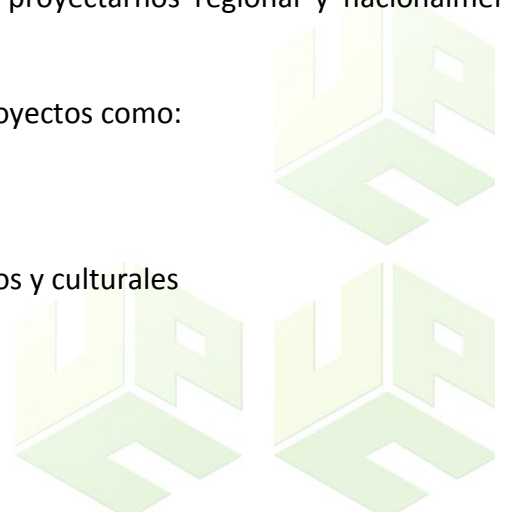 proyectarnos regional y nacionalmen
oyectos como:
os y culturales